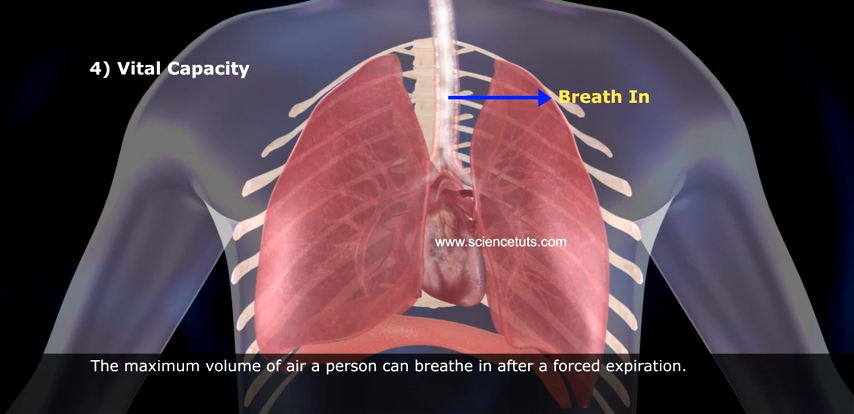 4) Vital Capacity
Breath In
www.sciencetuts.com
The maximum volume of air a person can breathe in after a forced expiration.